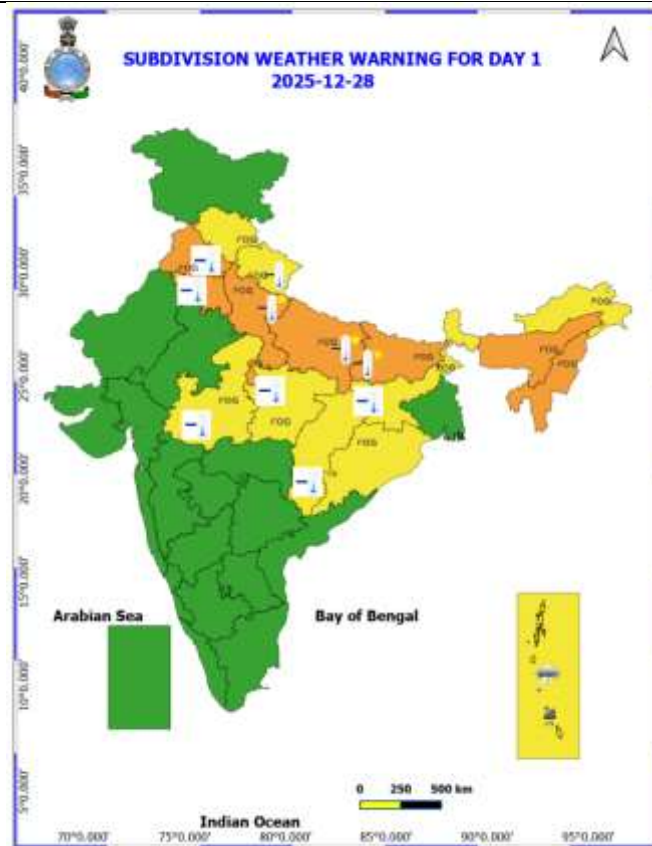 SUBDIVISION WEATHER WARNING FOR DAY 1
2025-12-28
40°0.000'
35°0.000'
30°0.000'
25°0.000'
20°0.000'
15°0.000'
10°0.000'
5°0.000'
FOG
FOG
FOG
FOG
FOG
FOG
FOG
FOG
FOG
FOG
FOG
FOG
FOG
Arabian Sea
Bay of Bengal
0 250 500 km
Indian Ocean
70°0.000' 75°0.000' 80°0.000' 85°0.000' 90°0.000' 95°0.000'